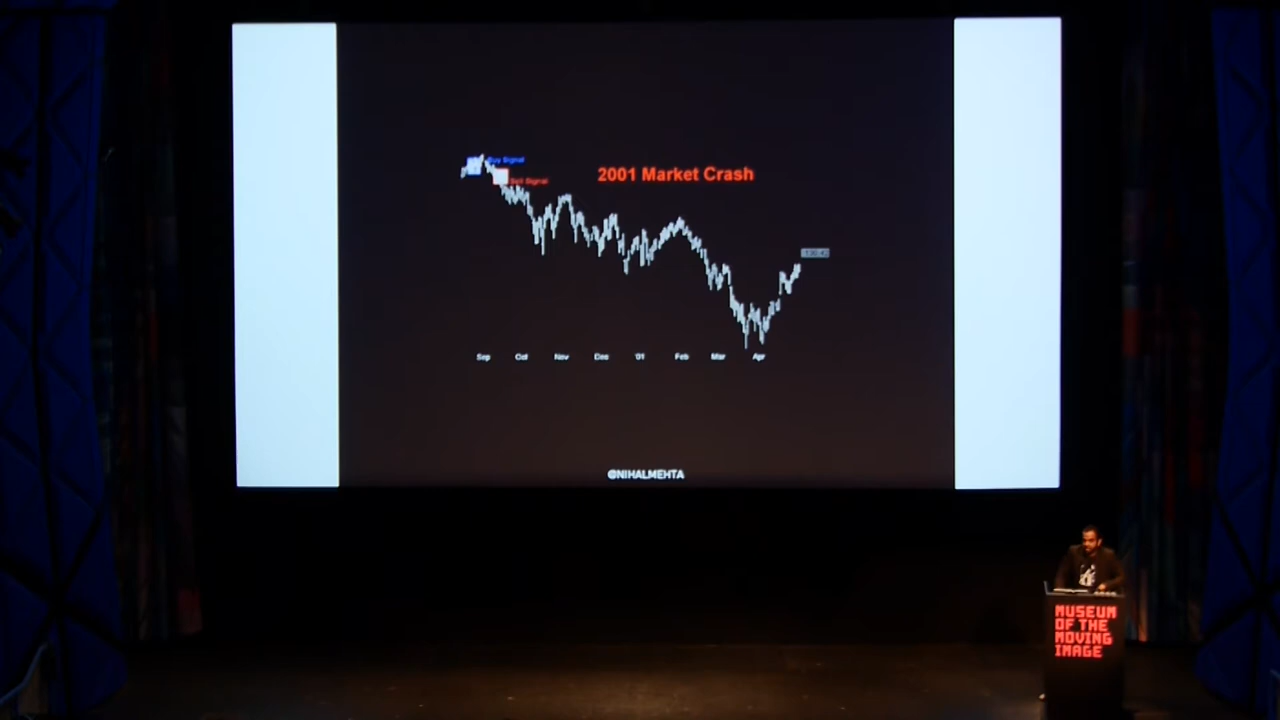 Buy Signal
2001 Market Crash
Sell Signal
Sep Oct Nov Dec '01 Feb Mar Apr
@NIHALMEHTA
MUSEUM
OF THE
MOVING
IMAGE